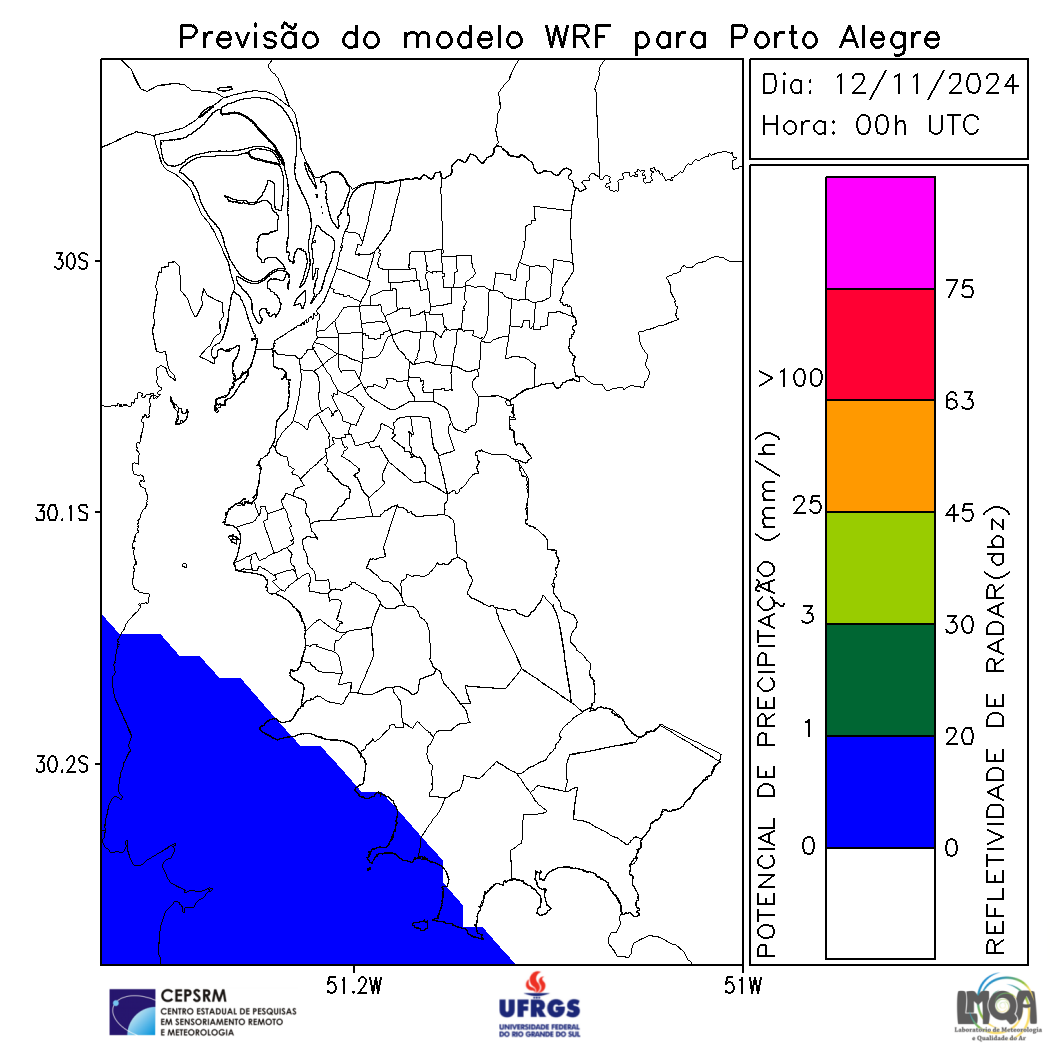 Previsão do modelo WRF para Porto Alegre
Dia: 12/11/2024
Hora: 00h UTC
30S
30.1S
30.2S
51.2W
51W
POTENCIAL DE PRECIPITAÇÃO (mm/h)
>100
25
3
1
0
75
63
45
30
20
0
REFLETIVIDADE DE RADAR(dbz)
CEPSRM
CENTRO ESTADUAL DE PESQUISAS
EM SENSORIAMENTO REMOTO
E METEOROLOGIA
UFRGS
UNIVERSIDADE FEDERAL
DO RIO GRANDE DO SUL
LMQA
Laboratório de Meteorologia
e Qualidade do Ar